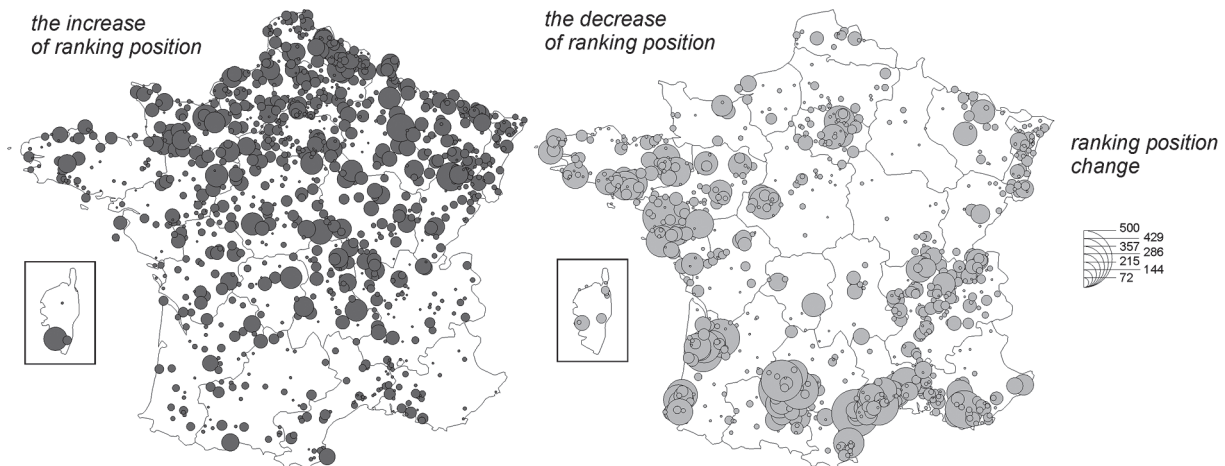 the increase
of ranking position
the decrease
of ranking position
ranking position
change
500
429
357
286
215
144
72